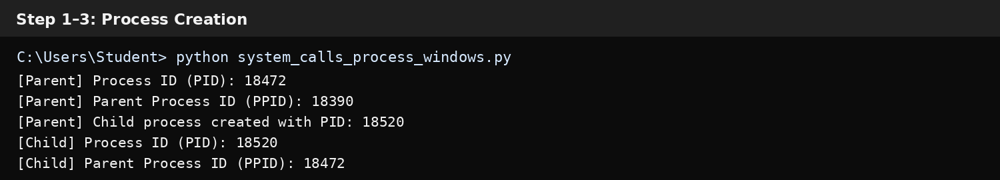 Step 1–3: Process Creation
C:\Users\Student> python system_calls_process_windows.py
[Parent] Process ID (PID): 18472
[Parent] Parent Process ID (PPID): 18390
[Parent] Child process created with PID: 18520
[Child] Process ID (PID): 18520
[Child] Parent Process ID (PPID): 18472